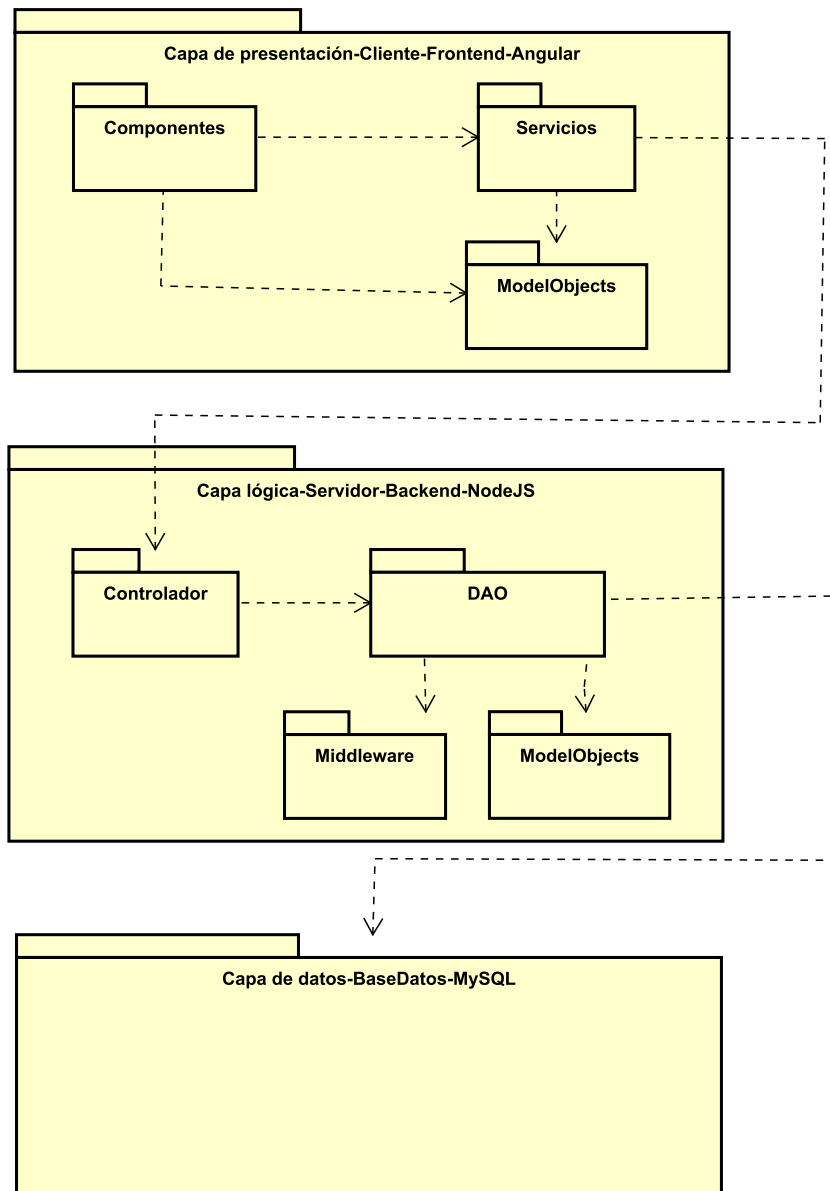 Capa de presentación-Cliente-Frontend-Angular
Componentes
Servicios
ModelObjects
Capa lógica-Servidor-Backend-NodeJS
Controlador
DAO
Middleware
ModelObjects
Capa de datos-BaseDatos-MySQL